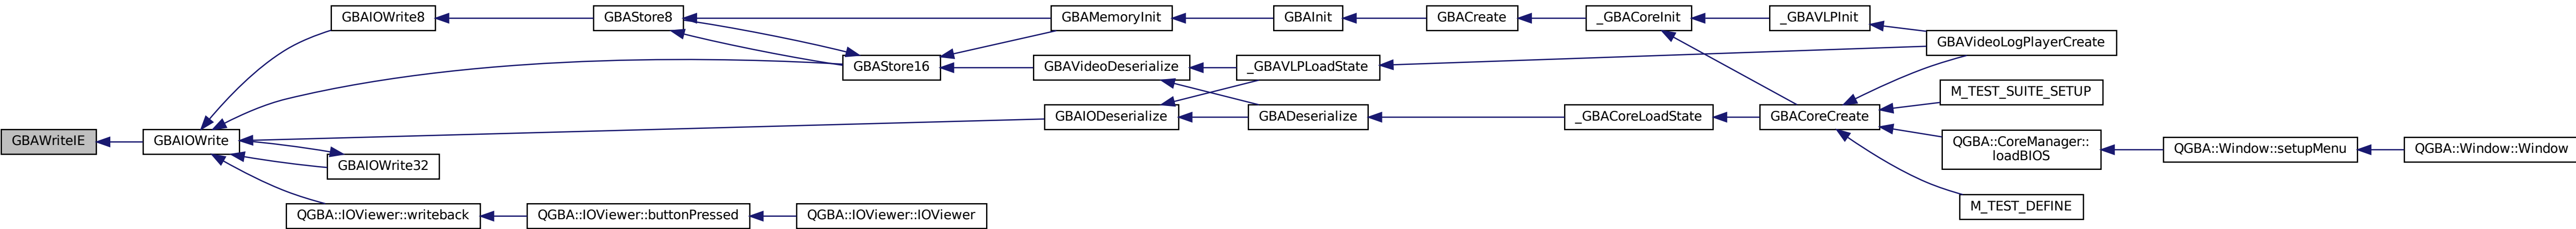 GBAWriteIE
GBAIOWrite
GBAIOWrite8
GBAStore8
GBAStore16
GBAMemoryInit
GBAInit
GBACreate
_GBACoreInit
_GBAVLPInit
GBAVideoLogPlayerCreate
GBAVideoDeserialize
_GBAVLPLoadState
GBAIODeserialize
GBADeserialize
_GBACoreLoadState
GBACoreCreate
M_TEST_SUITE_SETUP
QGBA::CoreManager::
loadBIOS
QGBA::Window::setupMenu
QGBA::Window::Window
M_TEST_DEFINE
GBAIOWrite32
QGBA::IOViewer::writeback
QGBA::IOViewer::buttonPressed
QGBA::IOViewer::IOViewer